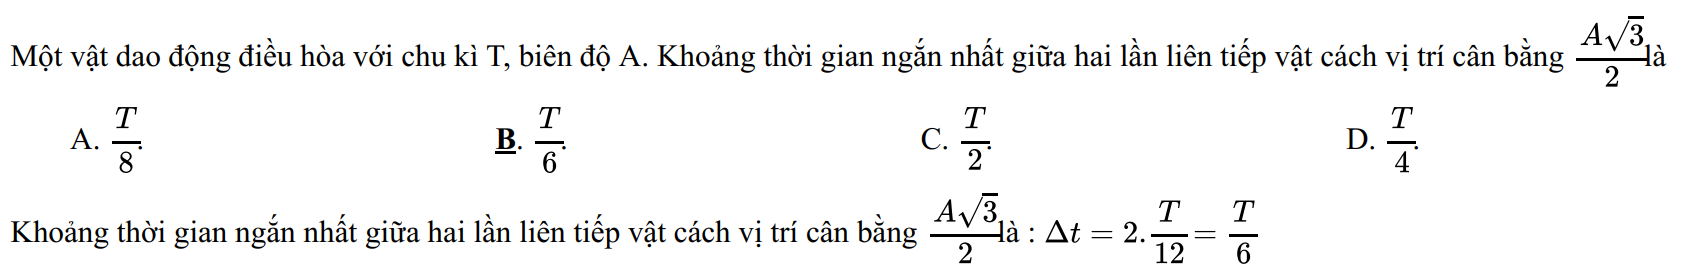 Một vật dao động điều hòa với chu kì T, biên độ A. Khoảng thời gian ngắn nhất giữa hai lần liên tiếp vật cách vị trí cân bằng $\frac{A\sqrt{3}}{2}$ là
A. $\frac{T}{8}$. B. $\frac{T}{6}$. C. $\frac{T}{2}$. D. $\frac{T}{4}$.
Khoảng thời gian ngắn nhất giữa hai lần liên tiếp vật cách vị trí cân bằng $\frac{A\sqrt{3}}{2}$ là : $\Delta t = 2.\frac{T}{12} = \frac{T}{6}$